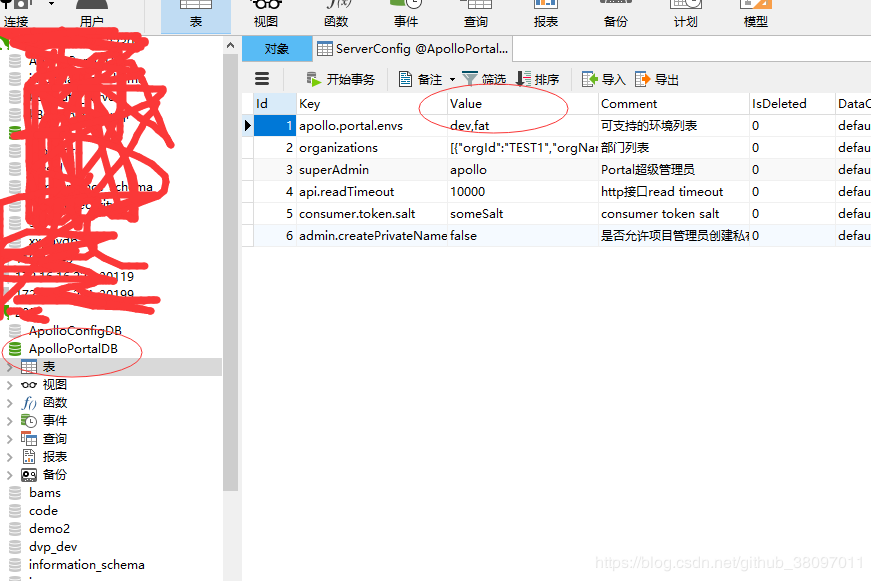 连接 用户 表 视图 函数 事件 查询 报表 备份 计划 模型
对象 ServerConfig @ApolloPortal...
开始事务 备注 筛选 排序 导入 导出
Id Key Value Comment IsDeleted DataC
1 apollo.portal.envs dev,fat 可支持的环境列表 0 defau
2 organizations [{"orgId":"TEST1","orgNan 部门列表 0 defau
3 superAdmin apollo Portal超级管理员 0 defau
4 api.readTimeout 10000 http接口read timeout 0 defau
5 consumer.token.salt someSalt consumer token salt 0 defau
6 admin.createPrivateName false 是否允许项目管理员创建私有 0 defau
ApolloConfigDB
ApolloPortalDB
表
视图
f() 函数
事件
查询
报表
备份
bams
code
demo2
dvp_dev
information_schema
https://blog.csdn.net/github_38097011